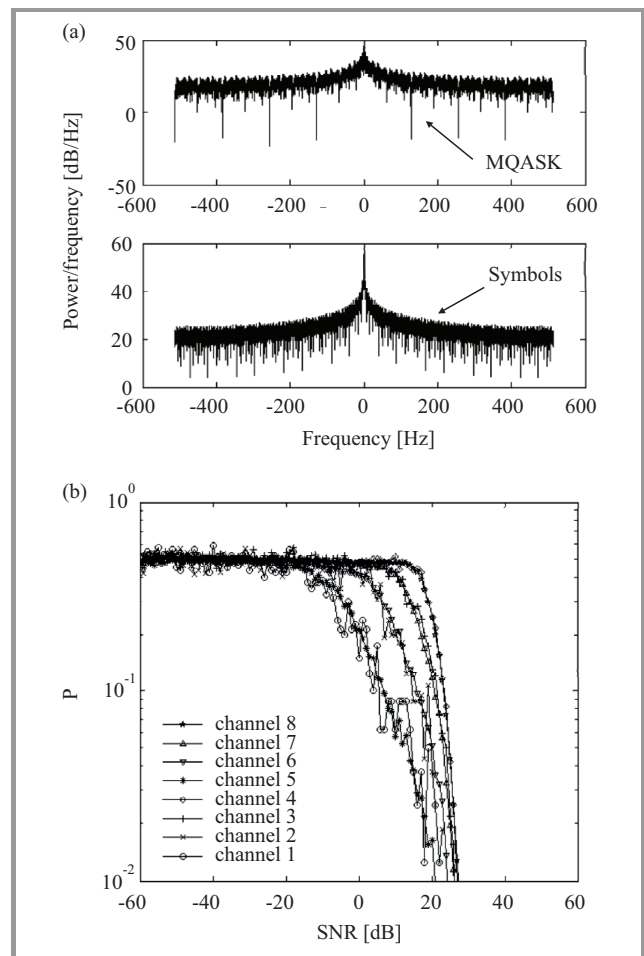 (a)
Power/frequency [dB/Hz]
50
0
-50
MQASK
-600 -400 -200 0 200 400 600
60
40
20
0
Symbols
-600 -400 -200 0 200 400 600
Frequency [Hz]
(b)
P
10^0
10^-1
10^-2
channel 8
channel 7
channel 6
channel 5
channel 4
channel 3
channel 2
channel 1
-60 -40 -20 0 20 40 60
SNR [dB]